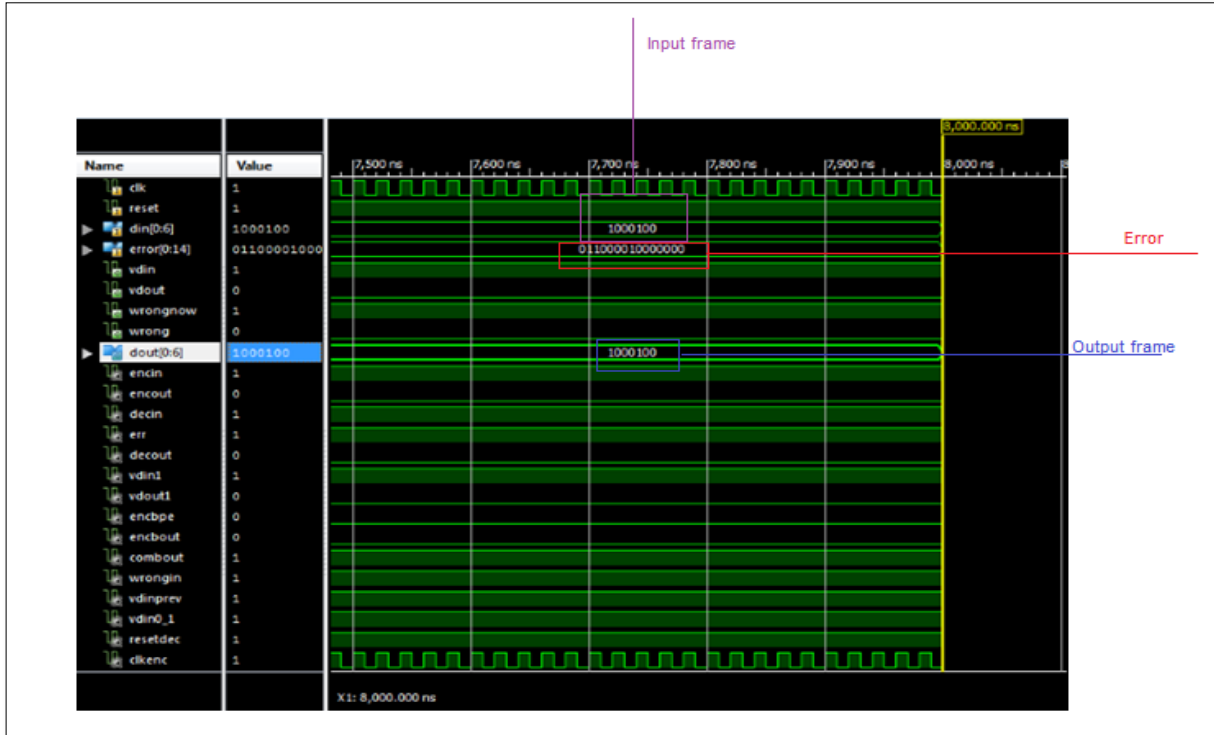 Input frame
8,000.000 ns
Name Value 7,500 ns 7,600 ns 7,700 ns 7,800 ns 7,900 ns 8,000 ns 8
clk 1
reset 1
din[0:6] 1000100 1000100
error[0:14] 01100001000 011000010000000
Error
vdin 1
vdout 0
wrongnow 1
wrong 0
dout[0:6] 1000100 1000100
Output frame
encin 1
encout 0
decin 1
err 1
decout 0
vdin1 1
vdout1 0
encbpe 0
encbout 0
combout 1
wrongin 1
vdinprev 1
vdin0_1 1
resetdec 1
clkenc 1
X1: 8,000.000 ns